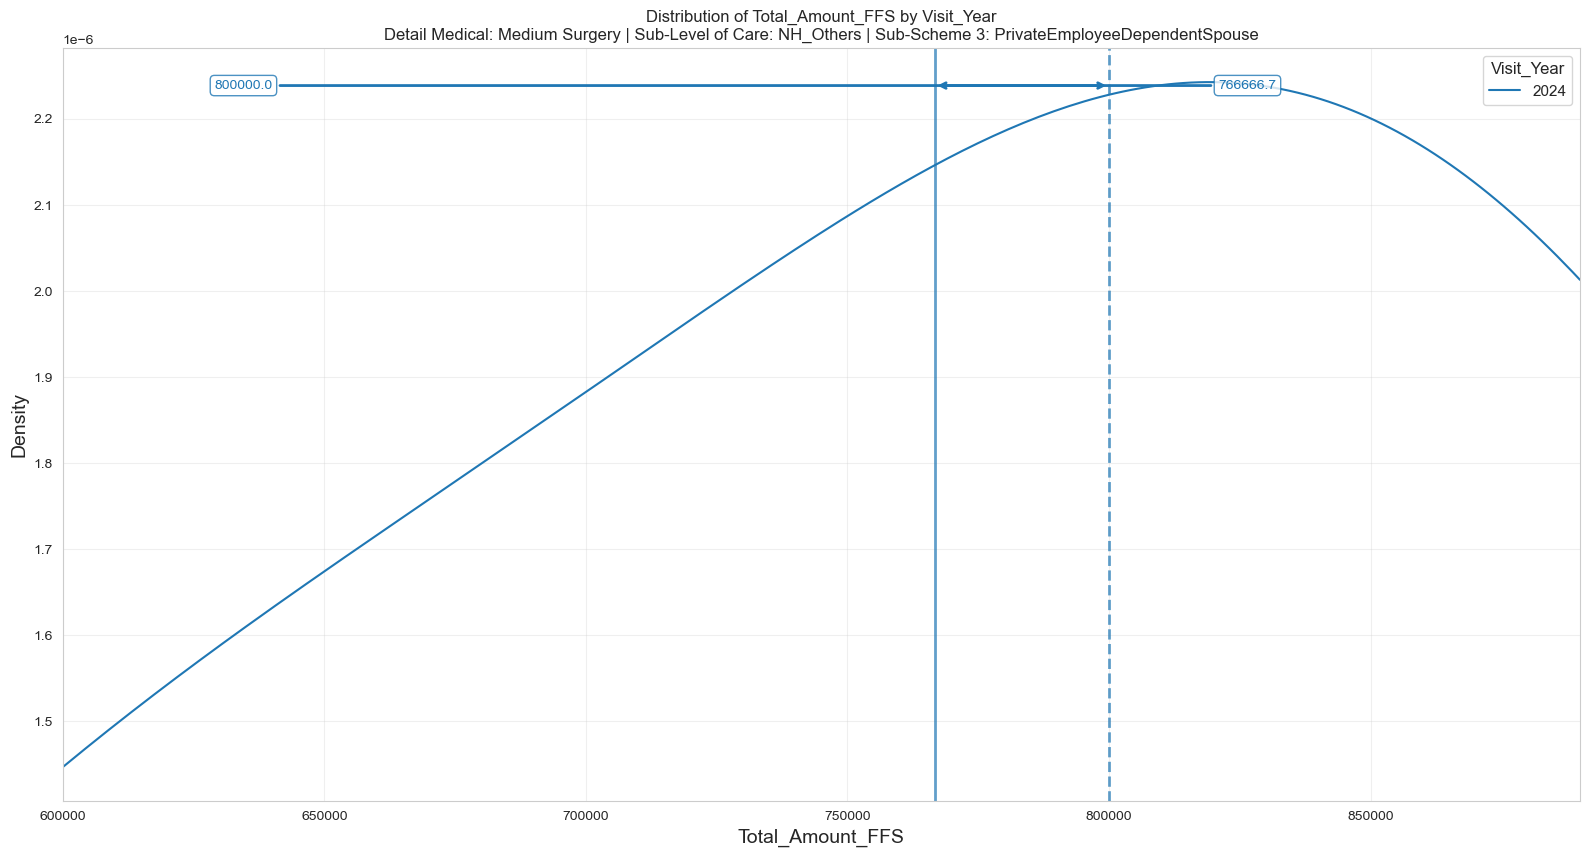 Distribution of Total_Amount_FFS by Visit_Year
Detail Medical: Medium Surgery | Sub-Level of Care: NH_Others | Sub-Scheme 3: PrivateEmployeeDependentSpouse
1e−6
Visit_Year
2024
800000.0
766666.7
2.2
2.1
2.0
1.9
1.8
1.7
1.6
1.5
Density
600000
650000
700000
750000
800000
850000
Total_Amount_FFS